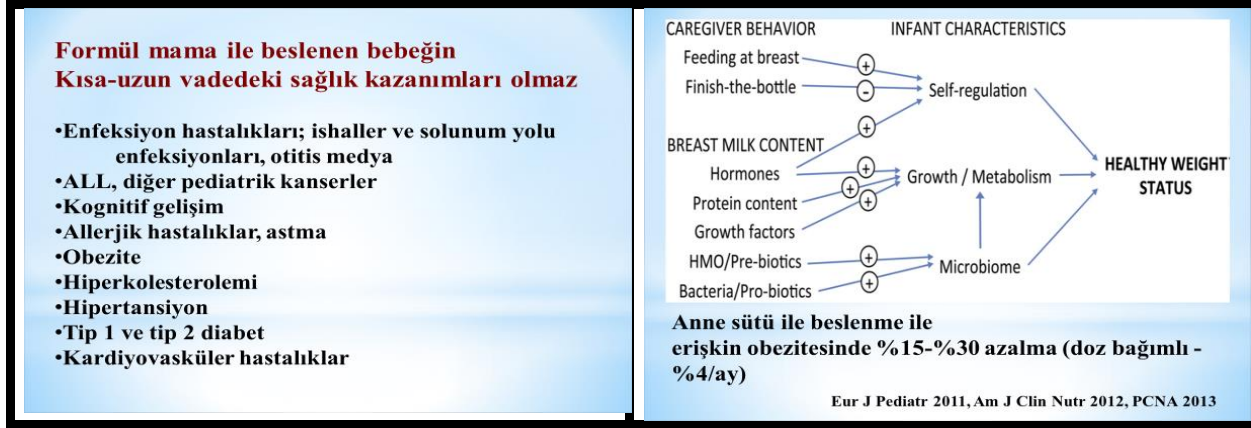 Formül mama ile beslenen bebeğin
Kısa-uzun vadedeki sağlık kazanımları olmaz
•Enfeksiyon hastalıkları; ishaller ve solunum yolu
enfeksiyonları, otitis medya
•ALL, diğer pediatrik kanserler
•Kognitif gelişim
•Allerjik hastalıklar, astma
•Obezite
•Hiperkolesterolemi
•Hipertansiyon
•Tip 1 ve tip 2 diabet
•Kardiyovasküler hastalıklar
CAREGIVER BEHAVIOR
INFANT CHARACTERISTICS
Feeding at breast
+
Finish-the-bottle
-
Self-regulation
+
BREAST MILK CONTENT
Hormones
+
Growth / Metabolism
HEALTHY WEIGHT
STATUS
Protein content
+
+
Growth factors
HMO/Pre-biotics
+
Microbiome
Bacteria/Pro-biotics
+
Anne sütü ile beslenme ile
erişkin obezitesinde %15-%30 azalma (doz bağımlı -
%4/ay)
Eur J Pediatr 2011, Am J Clin Nutr 2012, PCNA 2013